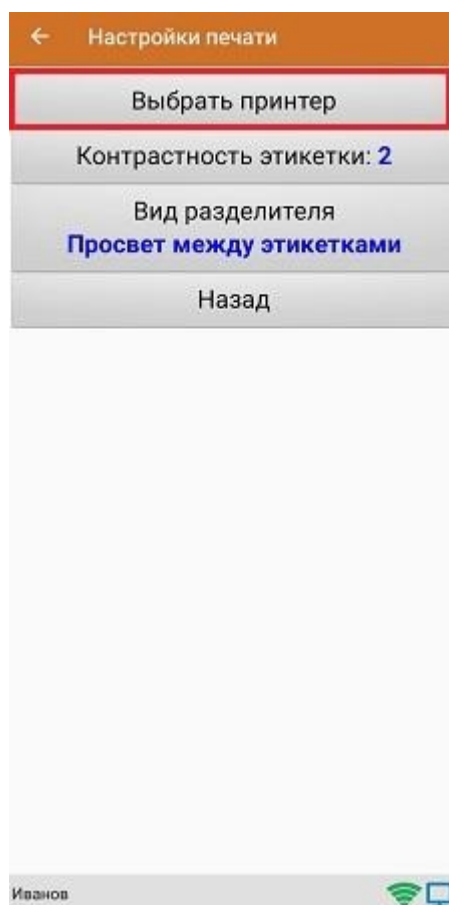 Настройки печати
Выбрать принтер
Контрастность этикетки: 2
Вид разделителя
Просвет между этикетками
Назад
Иванов